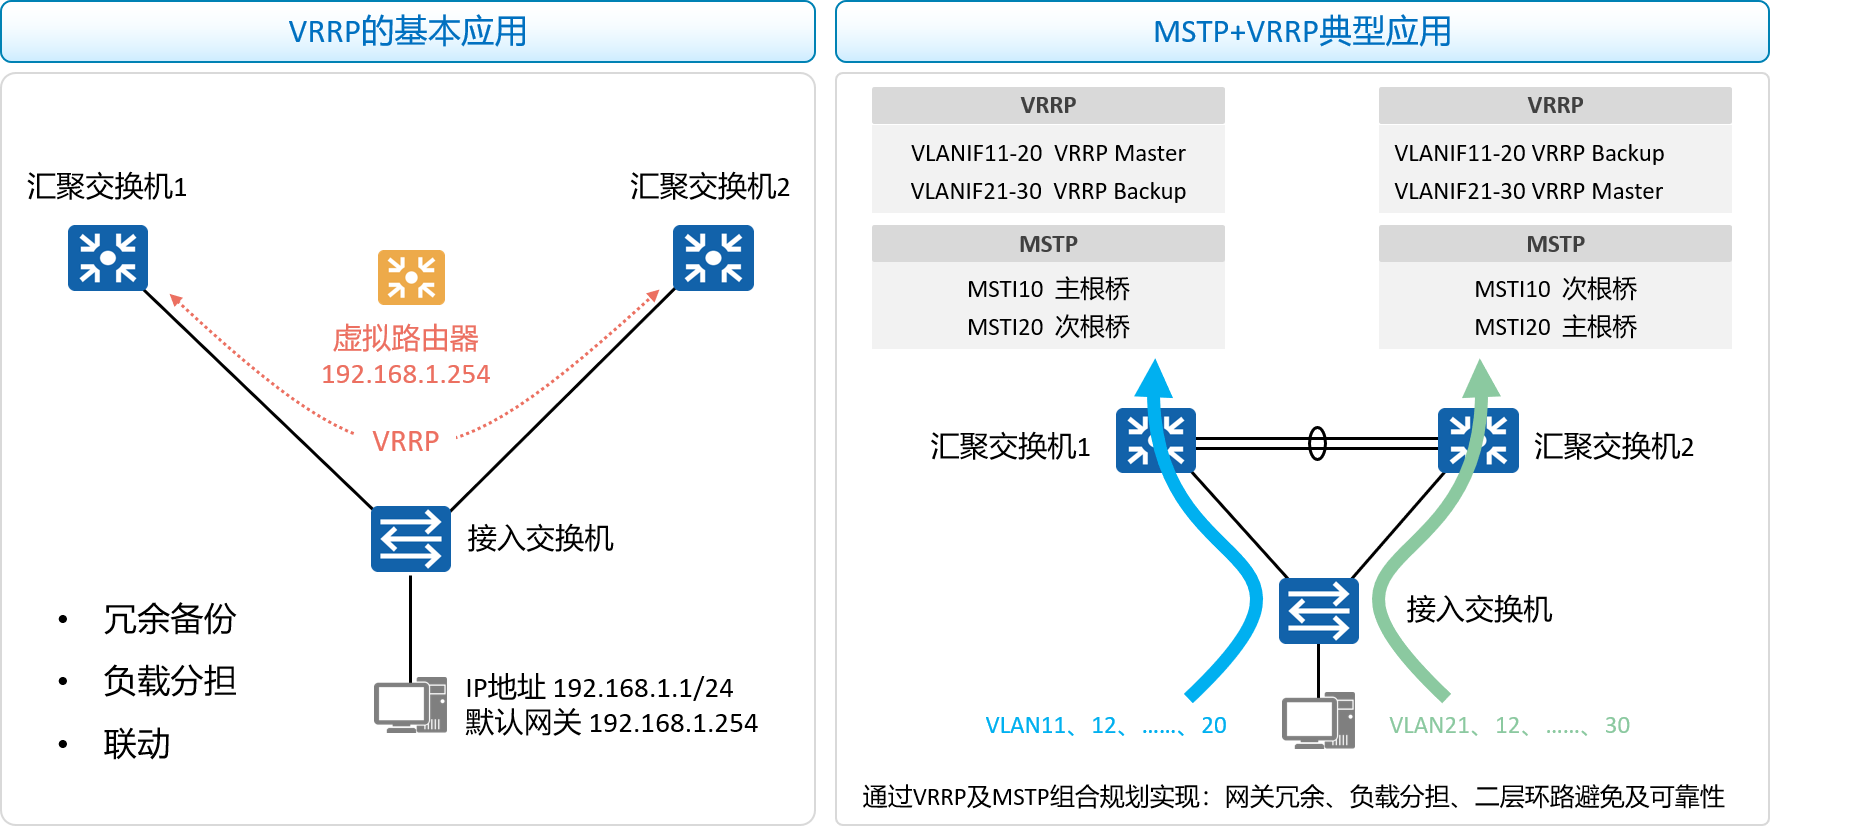 VRRP的基本应用
汇聚交换机1
汇聚交换机2
虚拟路由器
192.168.1.254
VRRP
接入交换机
• 冗余备份
• 负载分担
• 联动
IP地址 192.168.1.1/24
默认网关 192.168.1.254
MSTP+VRRP典型应用
VRRP
VLANIF11-20 VRRP Master
VLANIF21-30 VRRP Backup
MSTP
MSTI10 主根桥
MSTI20 次根桥
VRRP
VLANIF11-20 VRRP Backup
VLANIF21-30 VRRP Master
MSTP
MSTI10 次根桥
MSTI20 主根桥
汇聚交换机1
汇聚交换机2
接入交换机
VLAN11、12、……、20
VLAN21、12、……、30
通过VRRP及MSTP组合规划实现：网关冗余、负载分担、二层环路避免及可靠性